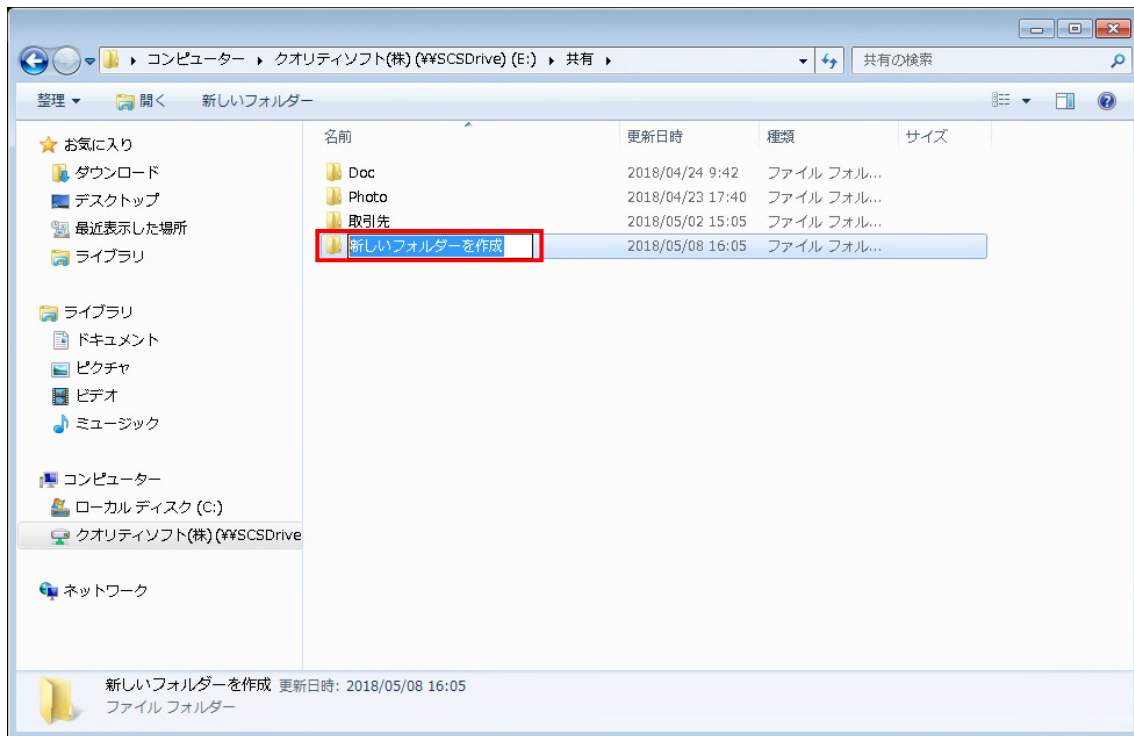 コンピューター クオリティソフト(株) (¥¥SCSDrive) (E:) 共有
共有の検索
整理 開く 新しいフォルダー
お気に入り
ダウンロード
デスクトップ
最近表示した場所
ライブラリ
ライブラリ
ドキュメント
ピクチャ
ビデオ
ミュージック
コンピューター
ローカル ディスク (C:)
クオリティソフト(株) (¥¥SCSDrive
ネットワーク
名前 更新日時 種類 サイズ
Doc 2018/04/24 9:42 ファイル フォル...
Photo 2018/04/23 17:40 ファイル フォル...
取引先 2018/05/02 15:05 ファイル フォル...
新しいフォルダーを作成 2018/05/08 16:05 ファイル フォル...
新しいフォルダーを作成 更新日時: 2018/05/08 16:05
ファイル フォルダー